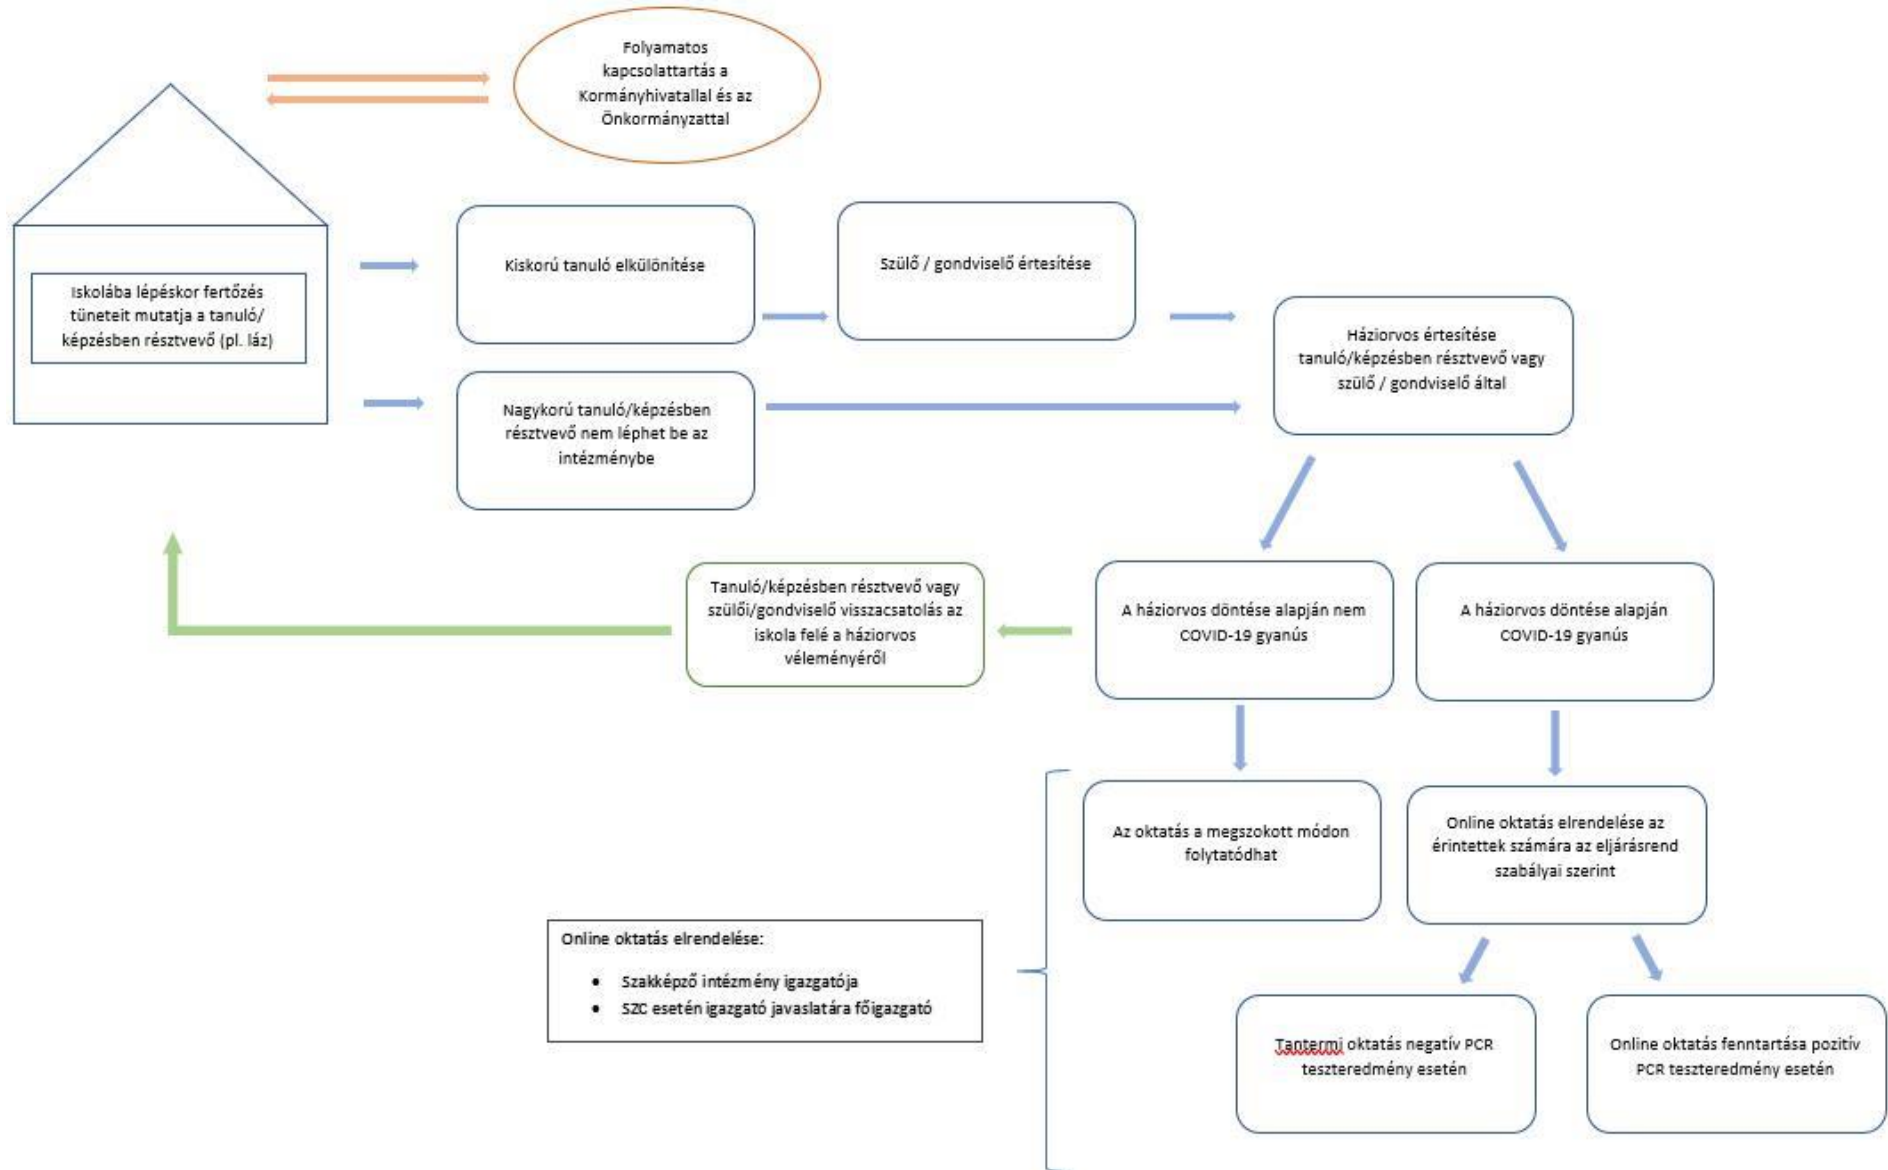 Folyamatos
kapcsolattartás a
Kormányhivatallal és az
Önkormányzattal
Iskolába lépéskor fertőzés
tüneteit mutatja a tanuló/
képzésben résztvevő (pl. láz)
Kiskorú tanuló elkülönítése
Szülő / gondviselő értesítése
Háziorvos értesítése
tanuló/képzésben résztvevő vagy
szülő / gondviselő által
Nagykorú tanuló/képzésben
résztvevő nem léphet be az
intézménybe
Tanuló/képzésben résztvevő vagy
szülői/gondviselő visszacsatolás az
iskola felé a háziorvos
véleményéről
A háziorvos döntése alapján nem
COVID-19 gyanús
A háziorvos döntése alapján
COVID-19 gyanús
Az oktatás a megszokott módon
folytatódhat
Online oktatás elrendelése az
érintettek számára az eljárásrend
szabályai szerint
Online oktatás elrendelése:
• Szakképző intézmény igazgatója
• SZC esetén igazgató javaslatára főigazgató
Tantermi oktatás negatív PCR
teszteredmény esetén
Online oktatás fenntartása pozitív
PCR teszteredmény esetén